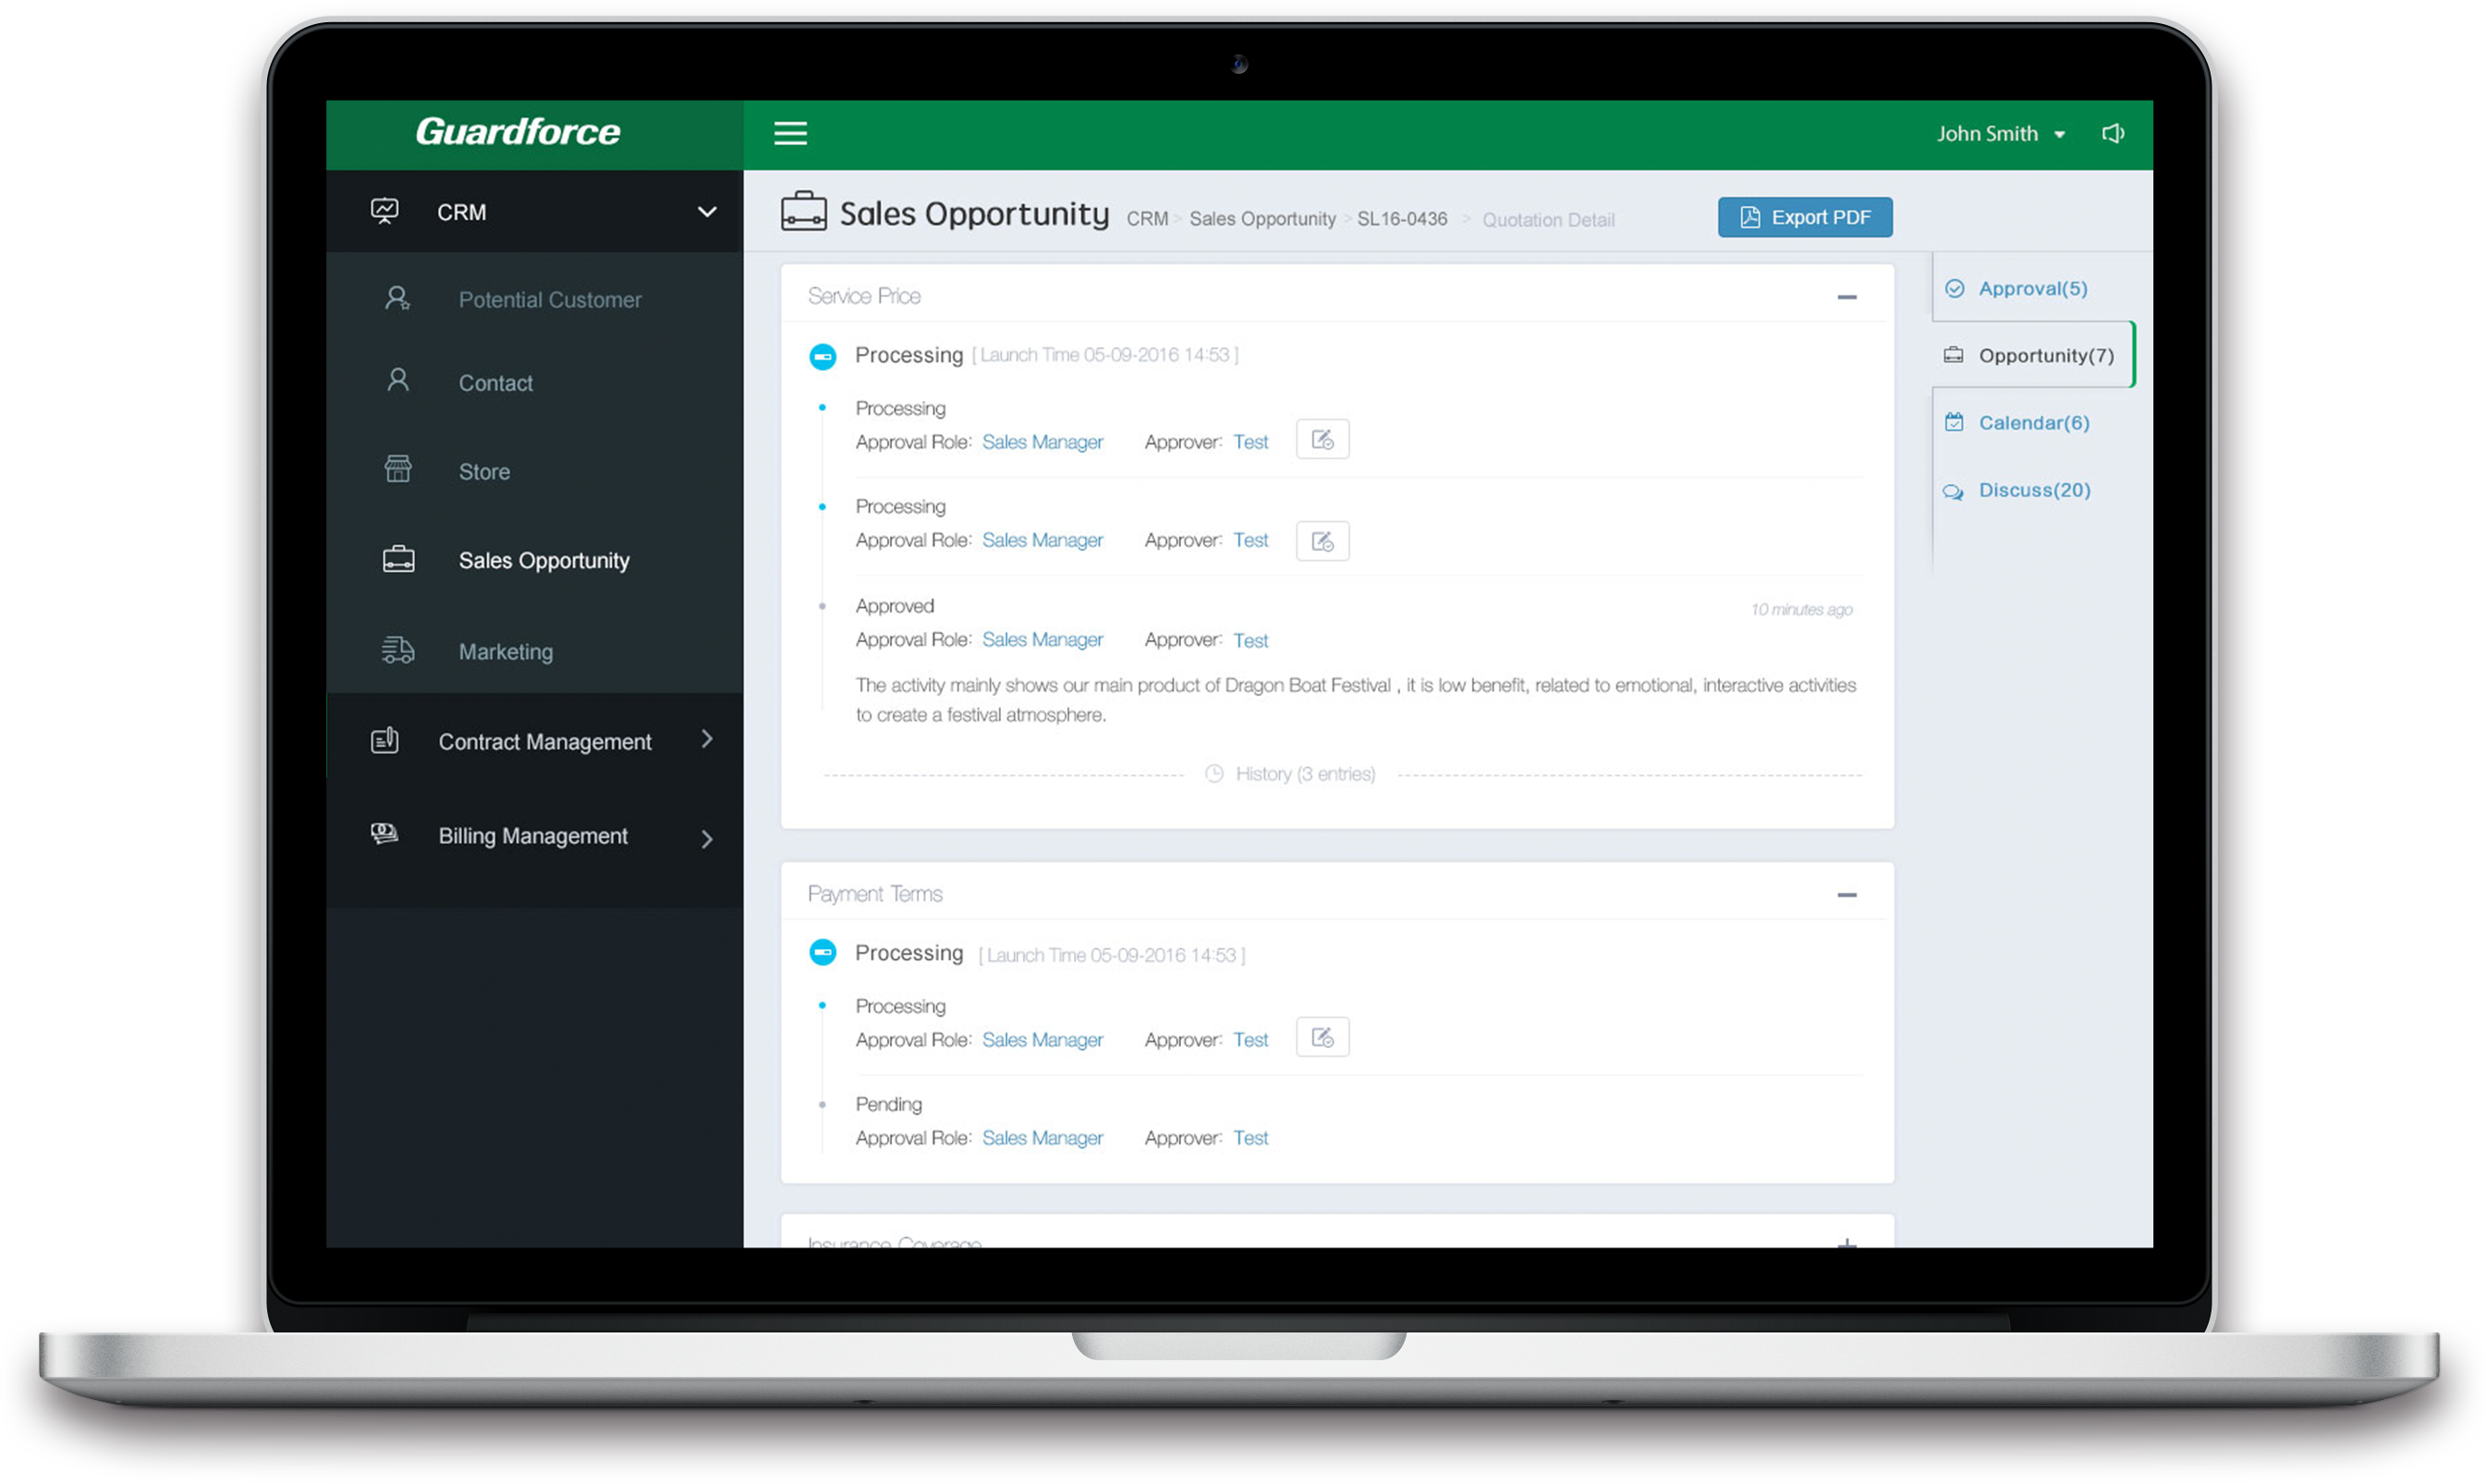 Guardforce
John Smith
CRM
Sales Opportunity
CRM > Sales Opportunity > SL16-0436 > Quotation Detail
Export PDF
Potential Customer
Contact
Store
Sales Opportunity
Marketing
Contract Management
Billing Management
Service Price
Processing [ Launch Time 05-09-2016 14:53 ]
Processing
Approval Role: Sales Manager Approver: Test
Processing
Approval Role: Sales Manager Approver: Test
Approved 10 minutes ago
Approval Role: Sales Manager Approver: Test
The activity mainly shows our main product of Dragon Boat Festival , it is low benefit, related to emotional, interactive activities
to create a festival atmosphere.
History (3 entries)
Payment Terms
Processing [ Launch Time 05-09-2016 14:53 ]
Processing
Approval Role: Sales Manager Approver: Test
Pending
Approval Role: Sales Manager Approver: Test
Insurance Coverage
Approval(5)
Opportunity(7)
Calendar(6)
Discuss(20)